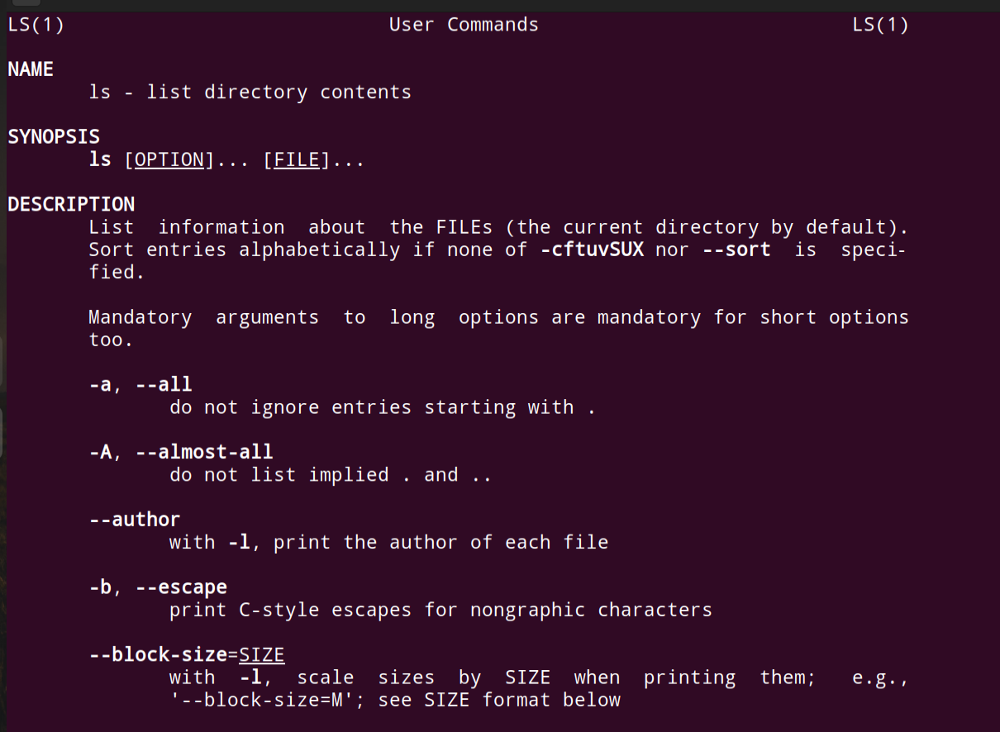 LS(1) User Commands LS(1)
NAME
ls - list directory contents
SYNOPSIS
ls [OPTION]... [FILE]...
DESCRIPTION
List information about the FILEs (the current directory by default).
Sort entries alphabetically if none of -cftuvSUX nor --sort is speci-
fied.
Mandatory arguments to long options are mandatory for short options
too.
-a, --all
do not ignore entries starting with .
-A, --almost-all
do not list implied . and ..
--author
with -l, print the author of each file
-b, --escape
print C-style escapes for nongraphic characters
--block-size=SIZE
with -l, scale sizes by SIZE when printing them; e.g.,
'--block-size=M'; see SIZE format below